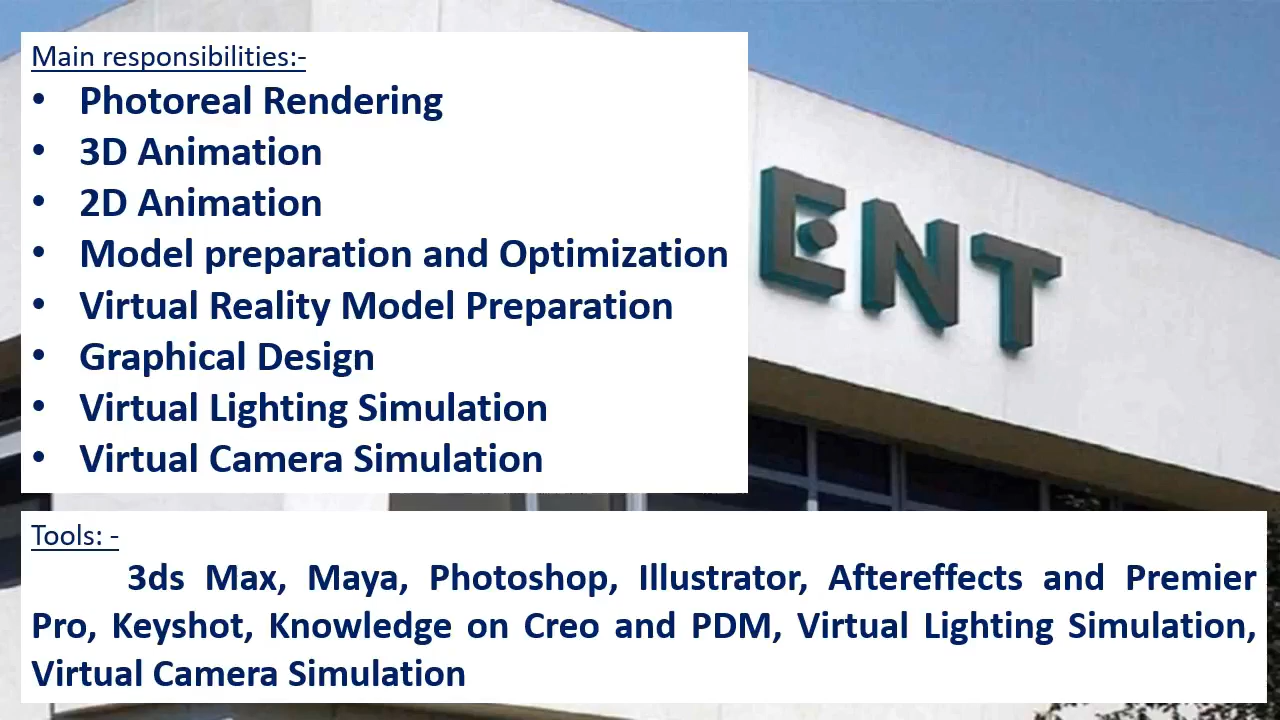 Main responsibilities:-
• Photoreal Rendering
• 3D Animation
• 2D Animation
• Model preparation and Optimization
• Virtual Reality Model Preparation
• Graphical Design
• Virtual Lighting Simulation
• Virtual Camera Simulation
ENT
Tools: -
3ds Max, Maya, Photoshop, Illustrator, Aftereffects and Premier
Pro, Keyshot, Knowledge on Creo and PDM, Virtual Lighting Simulation,
Virtual Camera Simulation